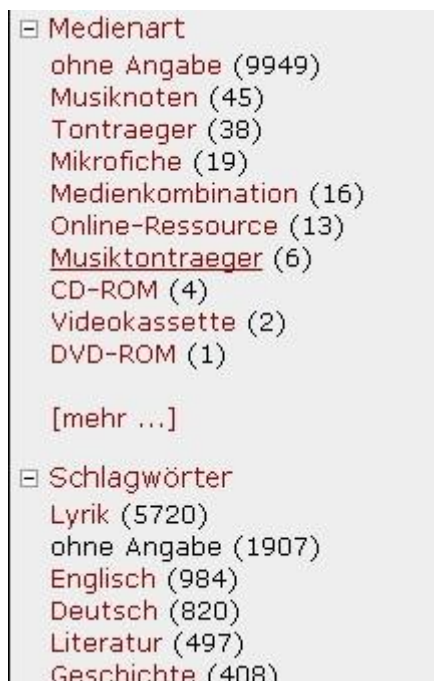 Medienart
ohne Angabe (9949)
Musiknoten (45)
Tontraeger (38)
Mikrofiche (19)
Medienkombination (16)
Online-Ressource (13)
Musiktontraeger (6)
CD-ROM (4)
Videokassette (2)
DVD-ROM (1)
[mehr ...]
Schlagwörter
Lyrik (5720)
ohne Angabe (1907)
Englisch (984)
Deutsch (820)
Literatur (497)
Geschichte (408)